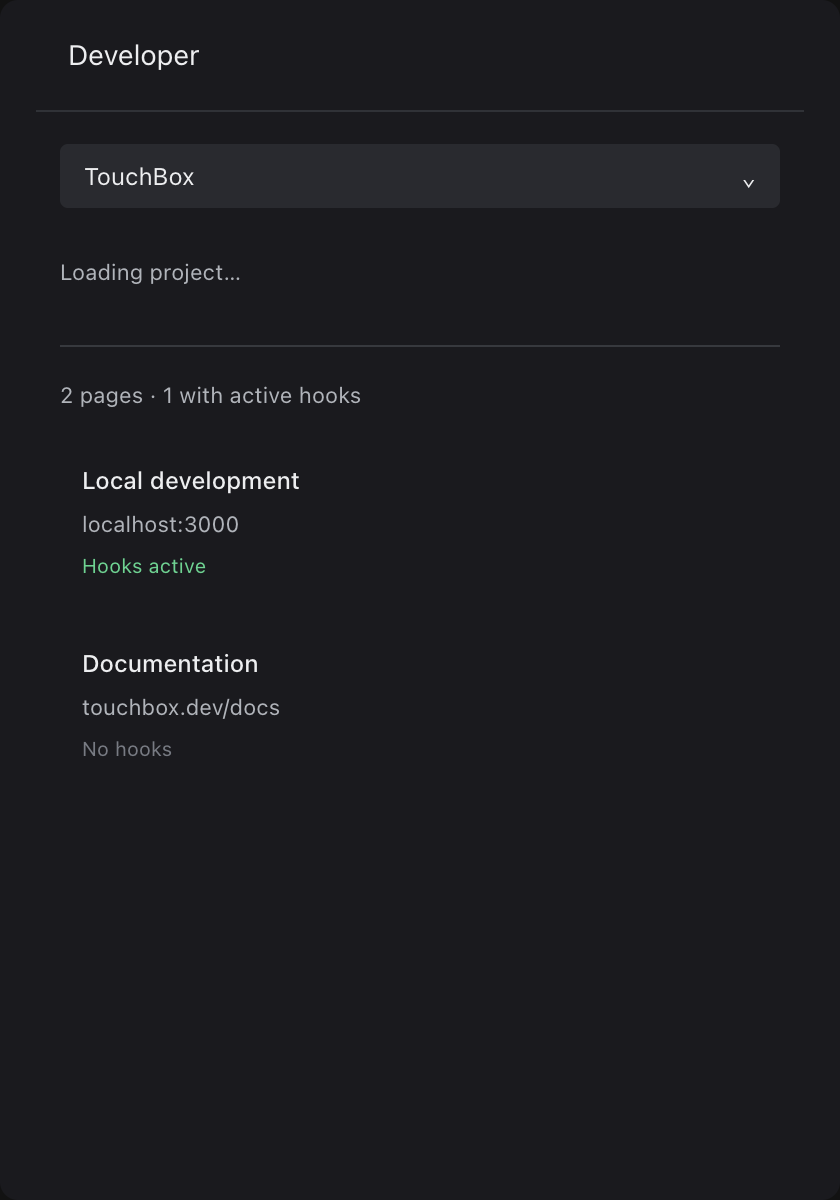 Developer
TouchBox
Loading project…
2 pages · 1 with active hooks
Local development
localhost:3000
Hooks active
Documentation
touchbox.dev/docs
No hooks